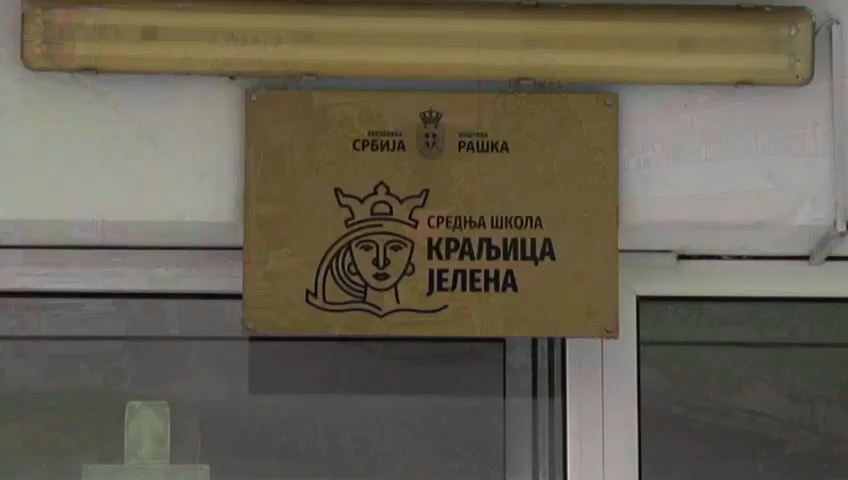 РЕПУБЛИКА
СРБИЈА
ОПШТИНА
РАШКА
СРЕДЊА ШКОЛА
КРАЉИЦА
ЈЕЛЕНА